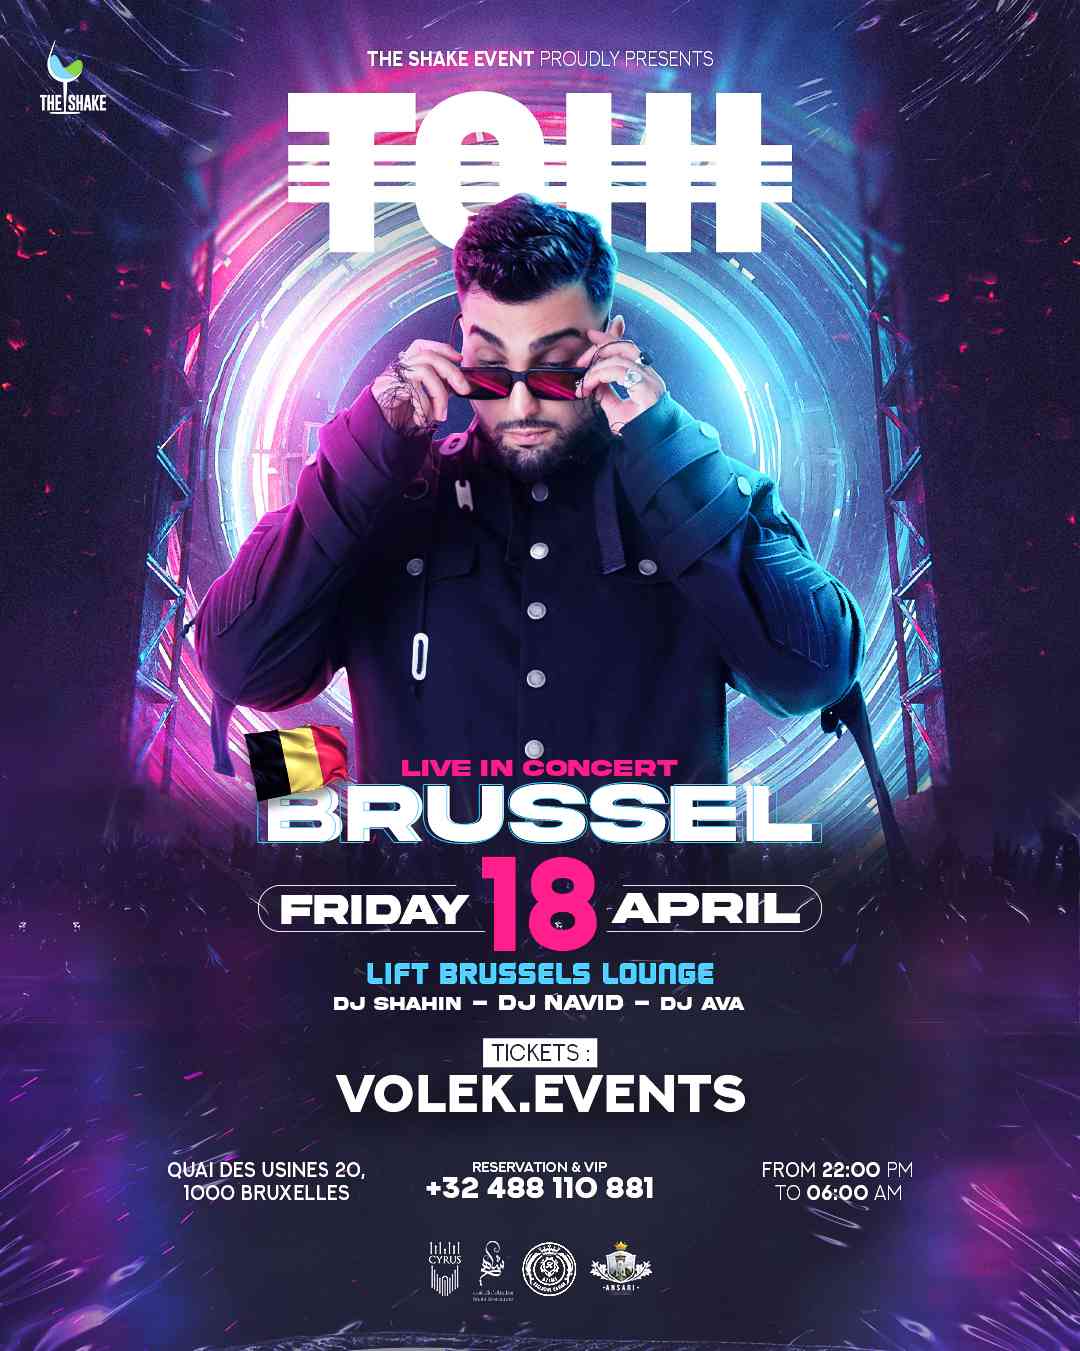 THE SHAKE
THE SHAKE EVENT PROUDLY PRESENTS
TOHI
LIVE IN CONCERT
BRUSSEL
FRIDAY 18 APRIL
LIFT BRUSSELS LOUNGE
DJ SHAHIN – DJ NAVID – DJ AVA
TICKETS :
VOLEK.EVENTS
QUAI DES USINES 20,
1000 BRUXELLES
RESERVATION & VIP
+32 488 110 881
FROM 22:00 PM
TO 06:00 AM
CYRUS
ANSARI